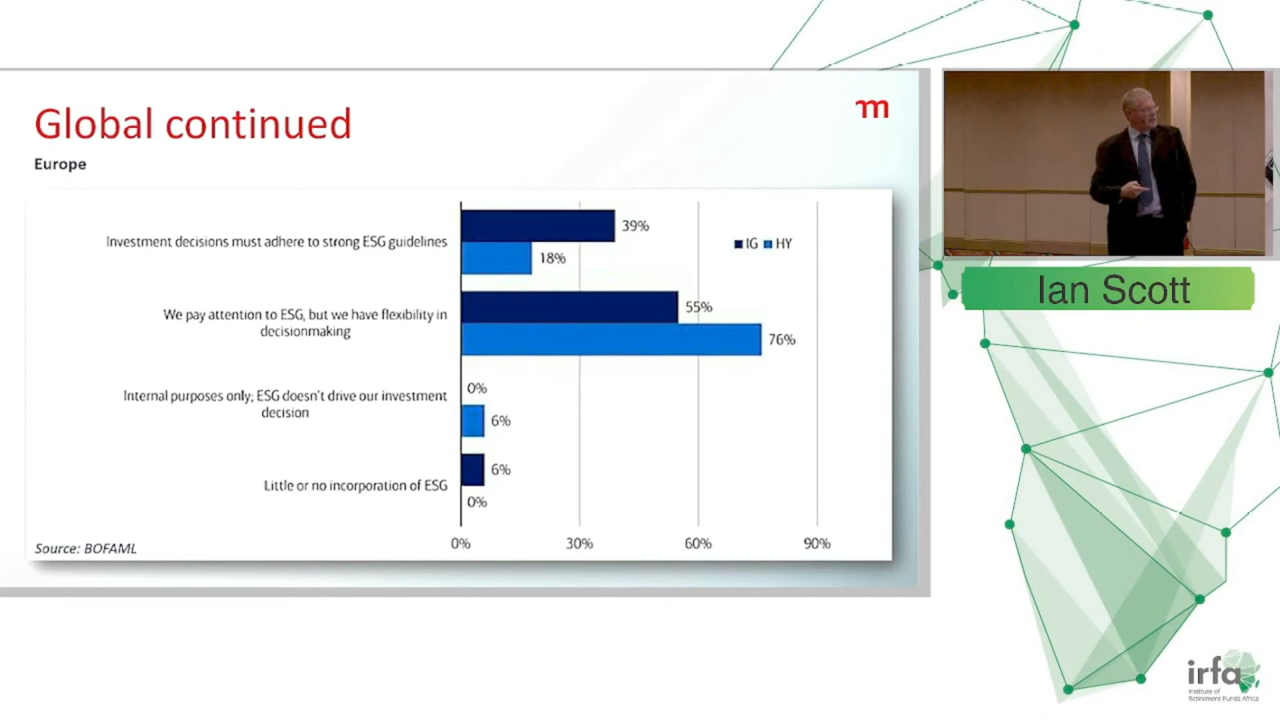 Global continued
Europe
Investment decisions must adhere to strong ESG guidelines
39%
18%
IG HY
We pay attention to ESG, but we have flexibility in
decisionmaking
55%
76%
Internal purposes only; ESG doesn't drive our investment
decision
0%
6%
Little or no incorporation of ESG
6%
0%
0% 30% 60% 90%
Source: BOFAML
m
Ian Scott
irfa
Institute of
Retirement Funds Africa